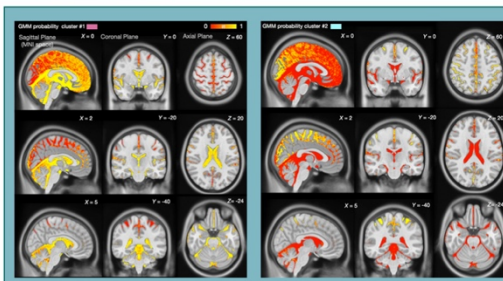 GMM probability cluster #1
0 1
Sagittal Plane X = 0 Coronal Plane Y = 0 Axial Plane Z = 60
(MNI space)
X = 2 Y = -20 Z = 20
X = 5 Y = -40 Z = -24
GMM probability cluster #2
X = 0 Y = 0 Z = 60
X = 2 Y = -20 Z = 20
X = 5 Y = -40 Z = -24